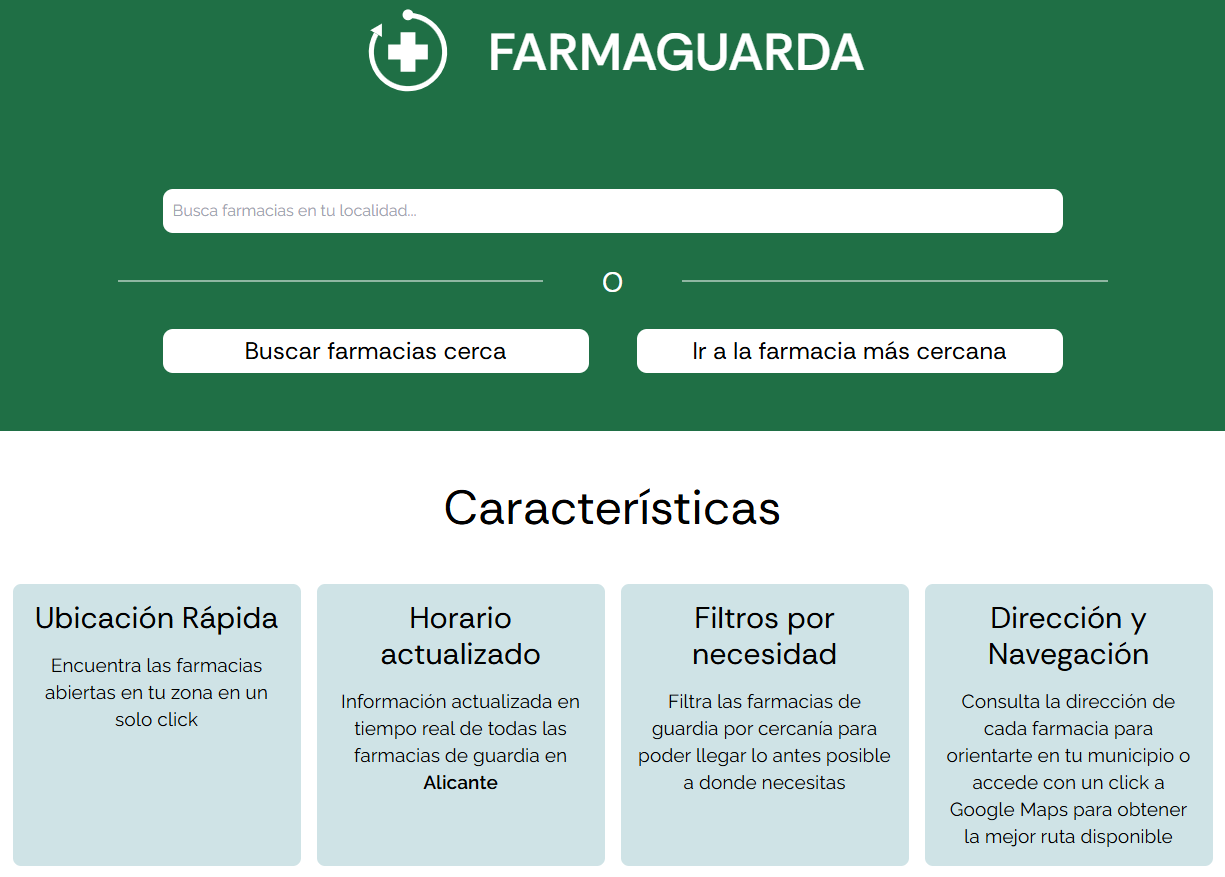 FARMAGUARDA
Busca farmacias en tu localidad...
O
Buscar farmacias cerca
Ir a la farmacia más cercana
Características
Ubicación Rápida
Encuentra las farmacias
abiertas en tu zona en un
solo click
Horario
actualizado
Información actualizada en
tiempo real de todas las
farmacias de guardia en
Alicante
Filtros por
necesidad
Filtra las farmacias de
guardia por cercanía para
poder llegar lo antes posible
a donde necesitas
Dirección y
Navegación
Consulta la dirección de
cada farmacia para
orientarte en tu municipio o
accede con un click a
Google Maps para obtener
la mejor ruta disponible